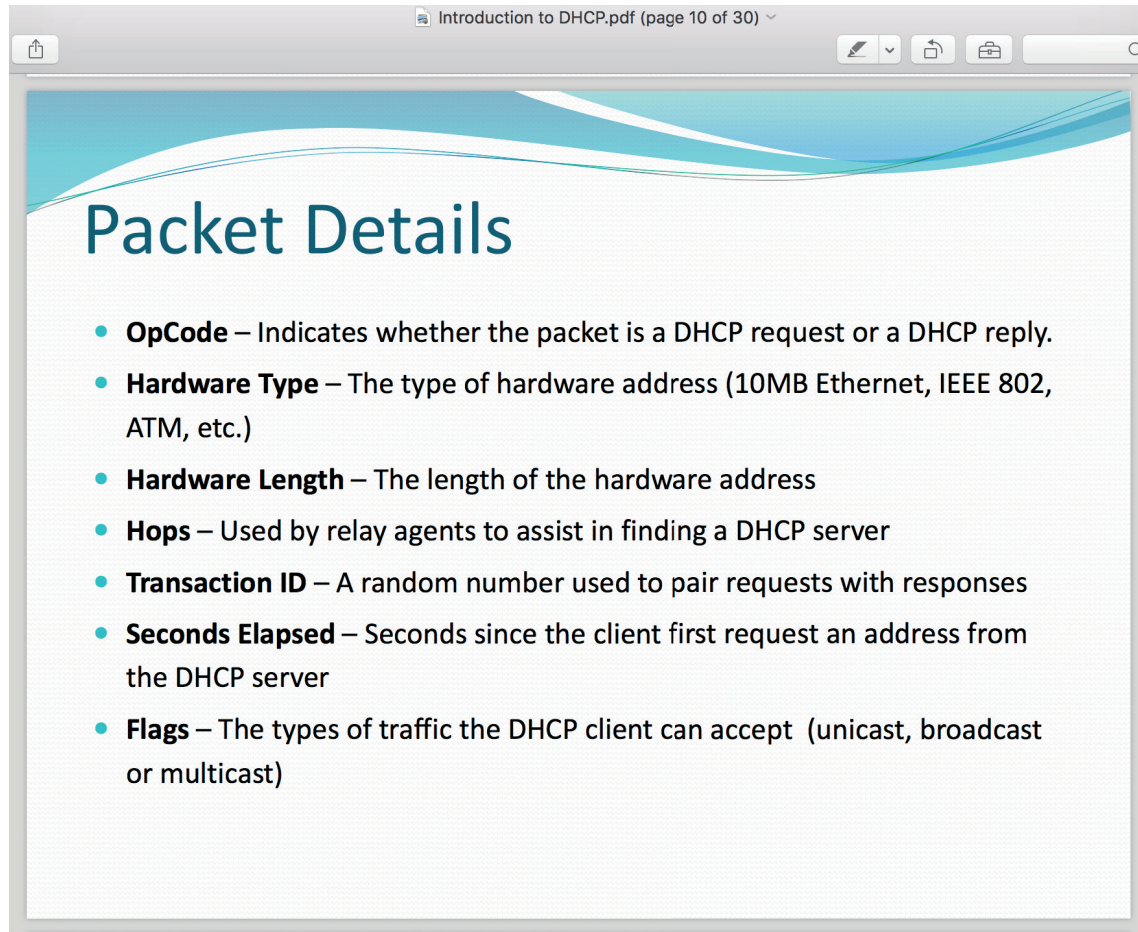 Introduction to DHCP.pdf (page 10 of 30)
Packet Details
• OpCode – Indicates whether the packet is a DHCP request or a DHCP reply.
• Hardware Type – The type of hardware address (10MB Ethernet, IEEE 802,
ATM, etc.)
• Hardware Length – The length of the hardware address
• Hops – Used by relay agents to assist in finding a DHCP server
• Transaction ID – A random number used to pair requests with responses
• Seconds Elapsed – Seconds since the client first request an address from
the DHCP server
• Flags – The types of traffic the DHCP client can accept (unicast, broadcast
or multicast)